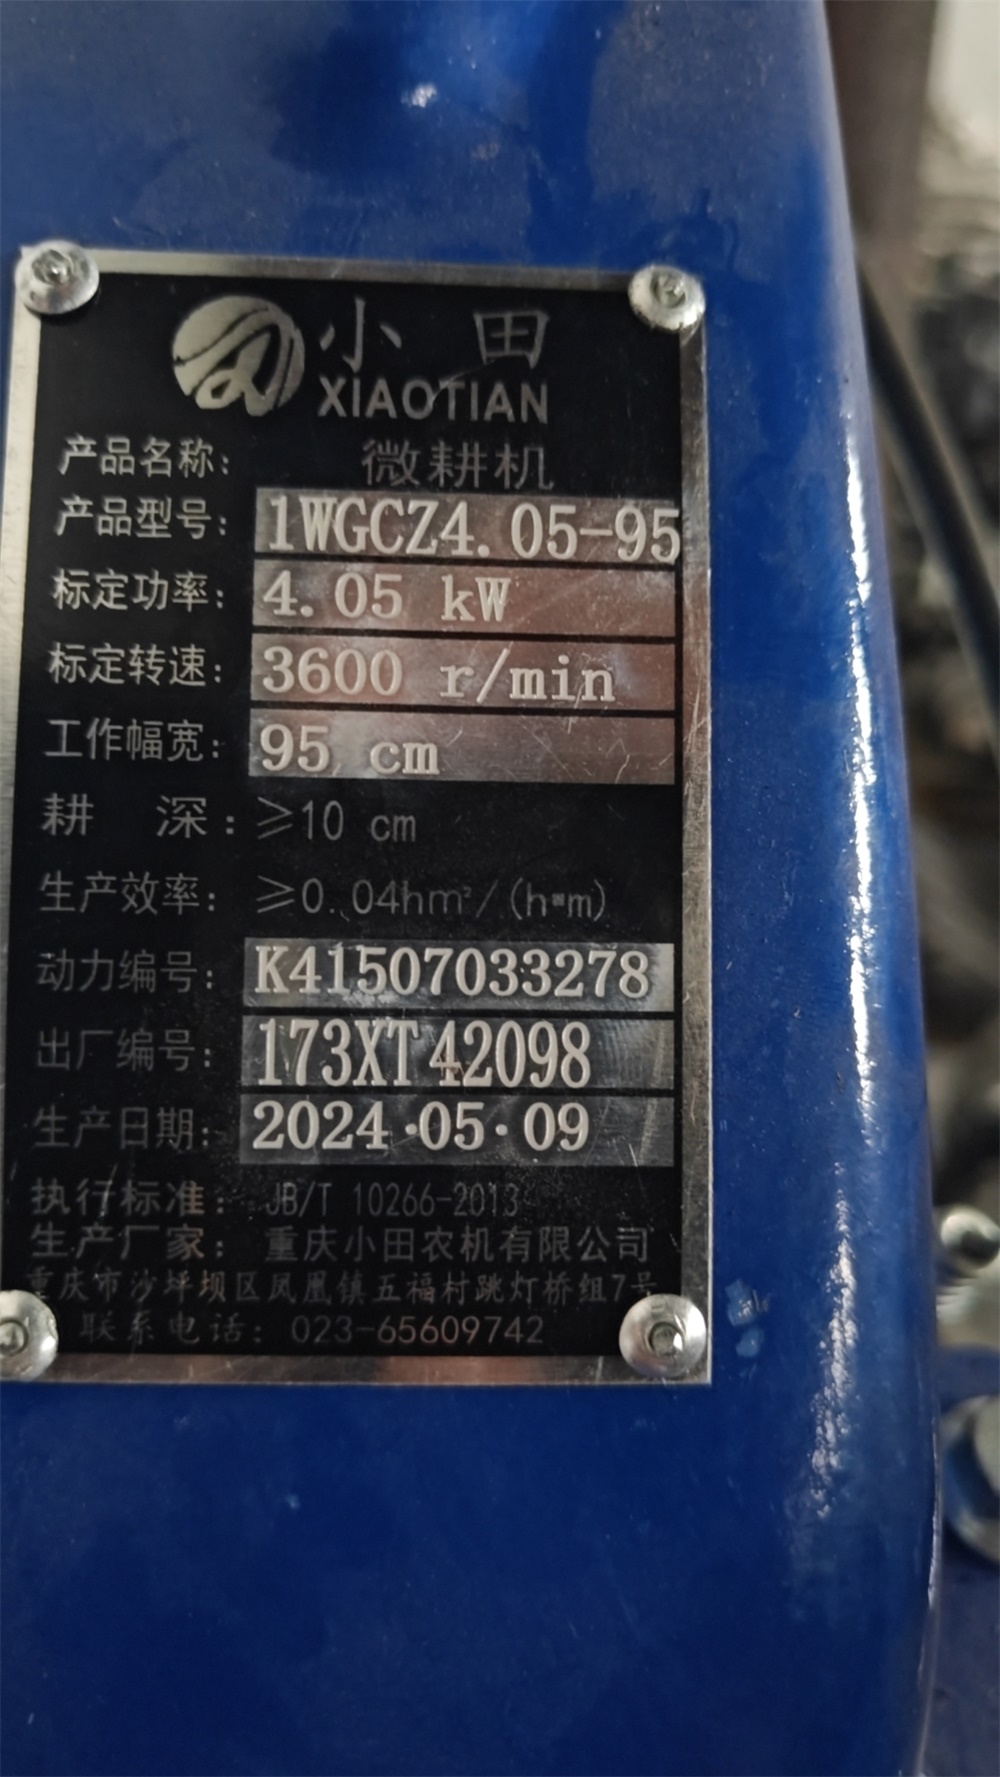 小田
XIAOTIAN
产品名称： 微耕机
产品型号： 1WGCZ4.05-95
标定功率： 4.05 kW
标定转速： 3600 r/min
工作幅宽： 95 cm
耕 深： ≥10 cm
生产效率： ≥0.04hm²/(h·m)
动力编号： K41507033278
出厂编号： 173XT42098
生产日期： 2024·05·09
执行标准： JB/T 10266-2013
生产厂家： 重庆小田农机有限公司
重庆市沙坪坝区凤凰镇五福村跳灯桥组7号
联系电话： 023-65609742